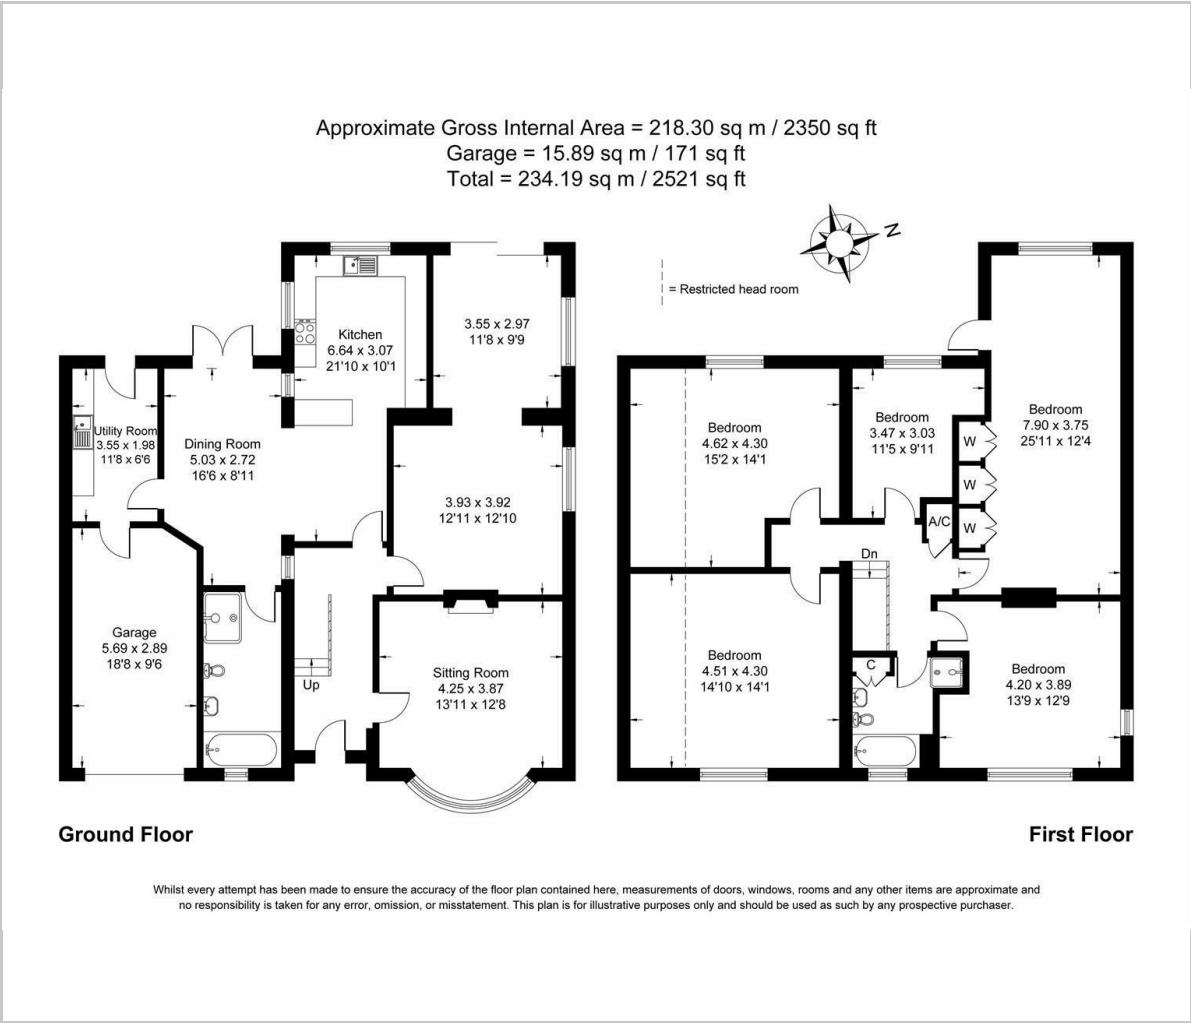 Approximate Gross Internal Area = 218.30 sq m / 2350 sq ft
Garage = 15.89 sq m / 171 sq ft
Total = 234.19 sq m / 2521 sq ft
N
= Restricted head room
Kitchen
6.64 x 3.07
21'10 x 10'1
3.55 x 2.97
11'8 x 9'9
Utility Room
3.55 x 1.98
11'8 x 6'6
Dining Room
5.03 x 2.72
16'6 x 8'11
3.93 x 3.92
12'11 x 12'10
Garage
5.69 x 2.89
18'8 x 9'6
Up
Sitting Room
4.25 x 3.87
13'11 x 12'8
Ground Floor
Bedroom
4.62 x 4.30
15'2 x 14'1
Bedroom
3.47 x 3.03
11'5 x 9'11
Bedroom
7.90 x 3.75
25'11 x 12'4
W
W
W
A/C
Dn
Bedroom
4.51 x 4.30
14'10 x 14'1
C
Bedroom
4.20 x 3.89
13'9 x 12'9
First Floor
Whilst every attempt has been made to ensure the accuracy of the floor plan contained here, measurements of doors, windows, rooms and any other items are approximate and
no responsibility is taken for any error, omission, or misstatement. This plan is for illustrative purposes only and should be used as such by any prospective purchaser.